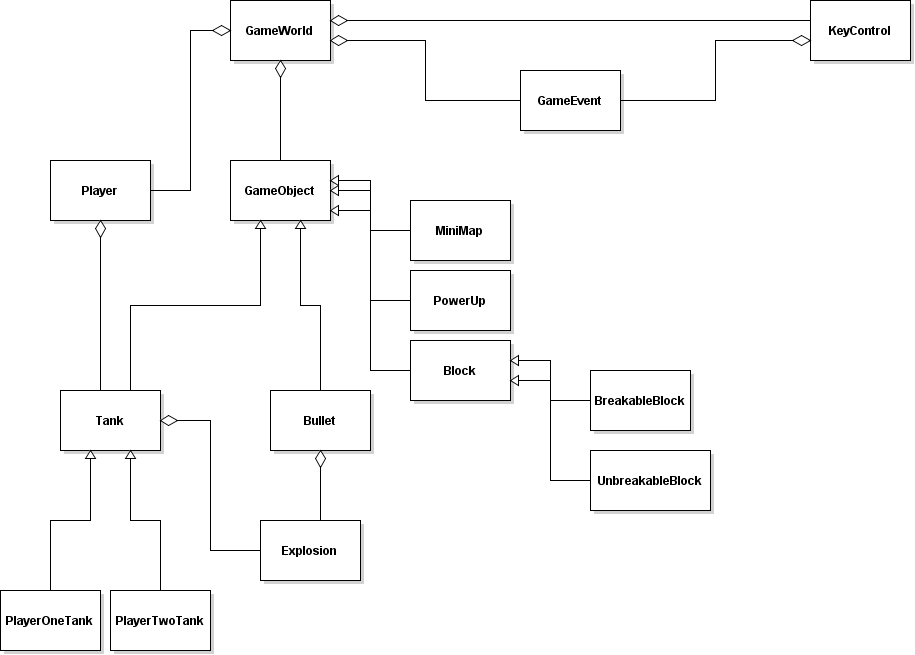 GameWorld
KeyControl
GameEvent
Player
GameObject
MiniMap
PowerUp
Block
BreakableBlock
Tank
Bullet
UnbreakableBlock
Explosion
PlayerOneTank
PlayerTwoTank